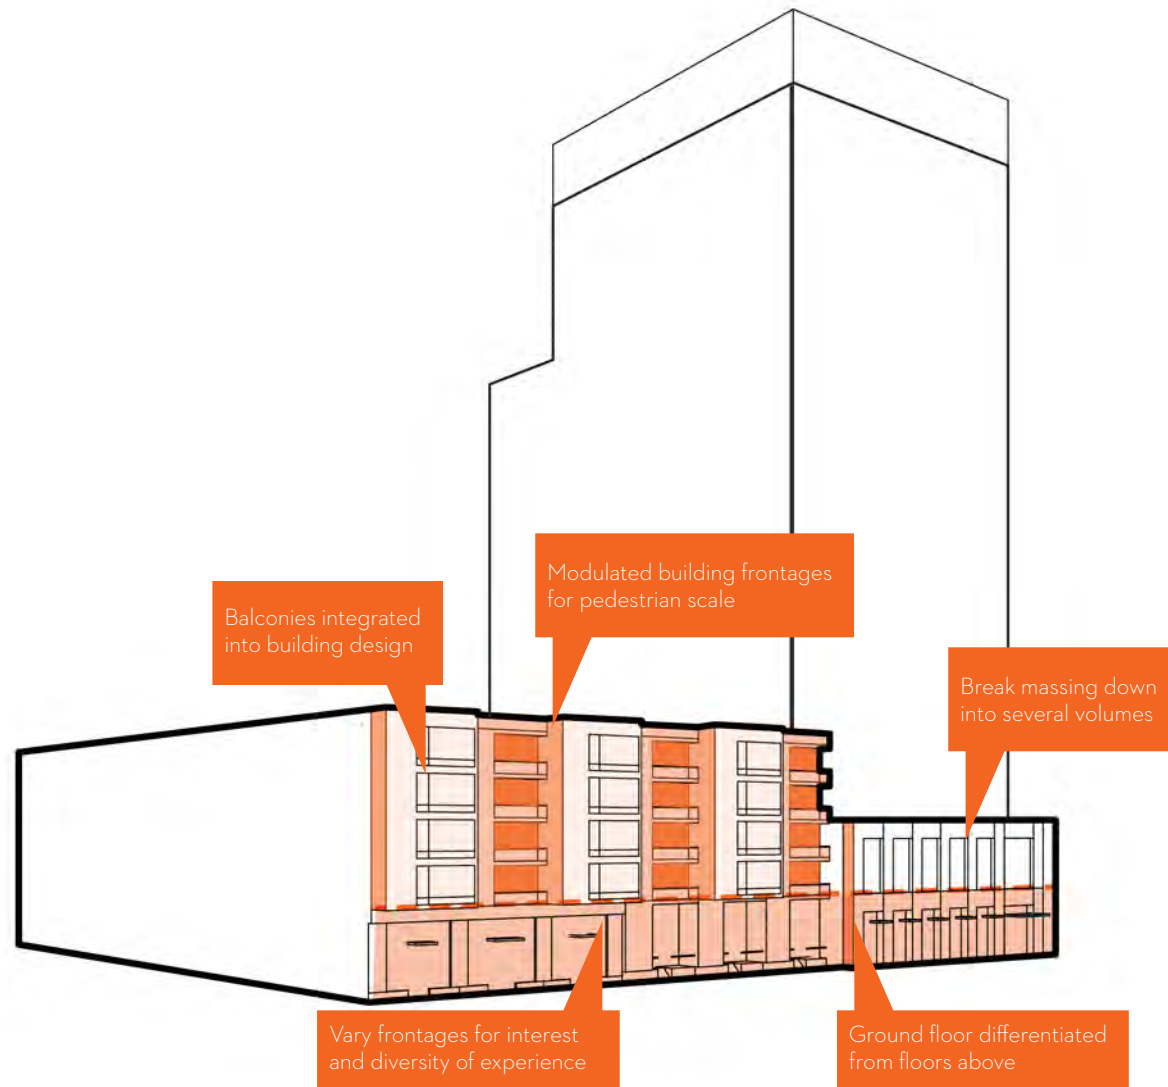 Modulated building frontages
for pedestrian scale
Balconies integrated
into building design
Break massing down
into several volumes
Vary frontages for interest
and diversity of experience
Ground floor differentiated
from floors above